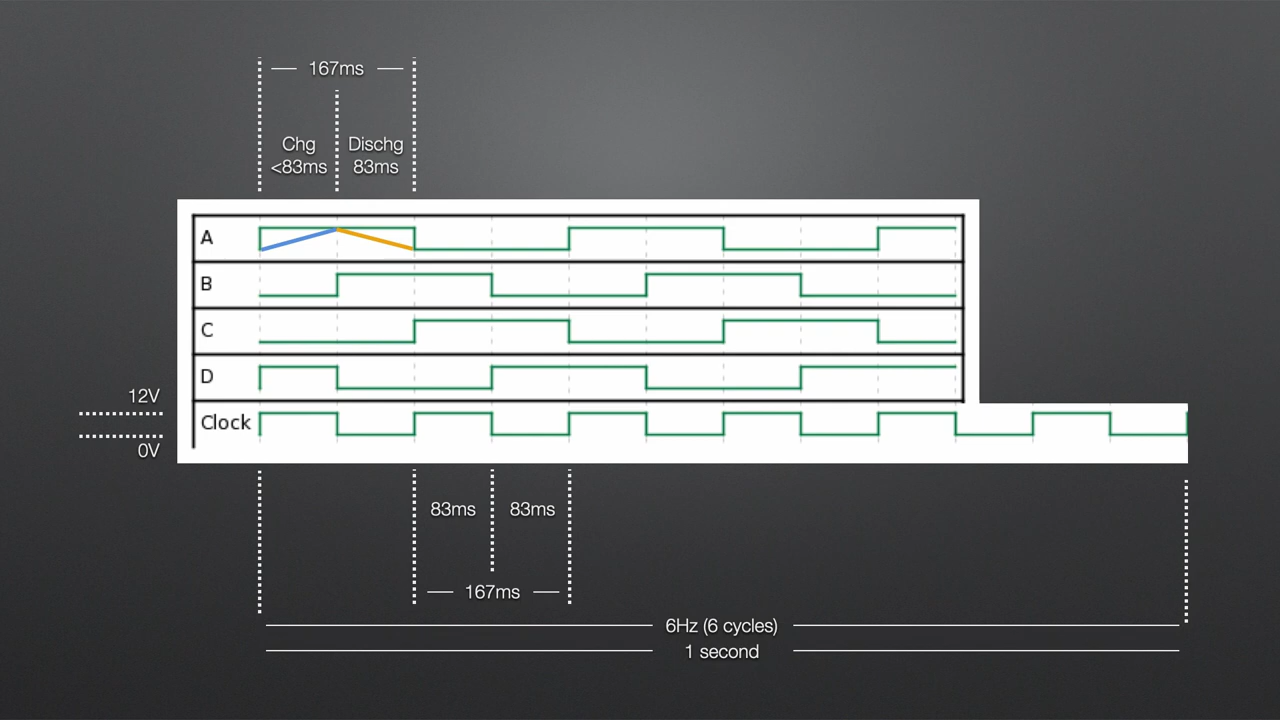 167ms
Chg
<83ms
Dischg
83ms
A
B
C
D
12V
Clock
0V
83ms
83ms
167ms
6Hz (6 cycles)
1 second